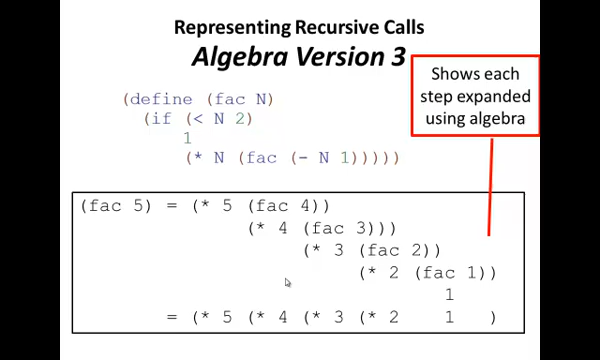 Representing Recursive Calls
Algebra Version 3
Shows each
step expanded
using algebra
(define (fac N)
(if (< N 2)
1
(* N (fac (- N 1)))))
(fac 5) = (* 5 (fac 4))
(* 4 (fac 3)))
(* 3 (fac 2))
(* 2 (fac 1))
1
= (* 5 (* 4 (* 3 (* 2 1 )